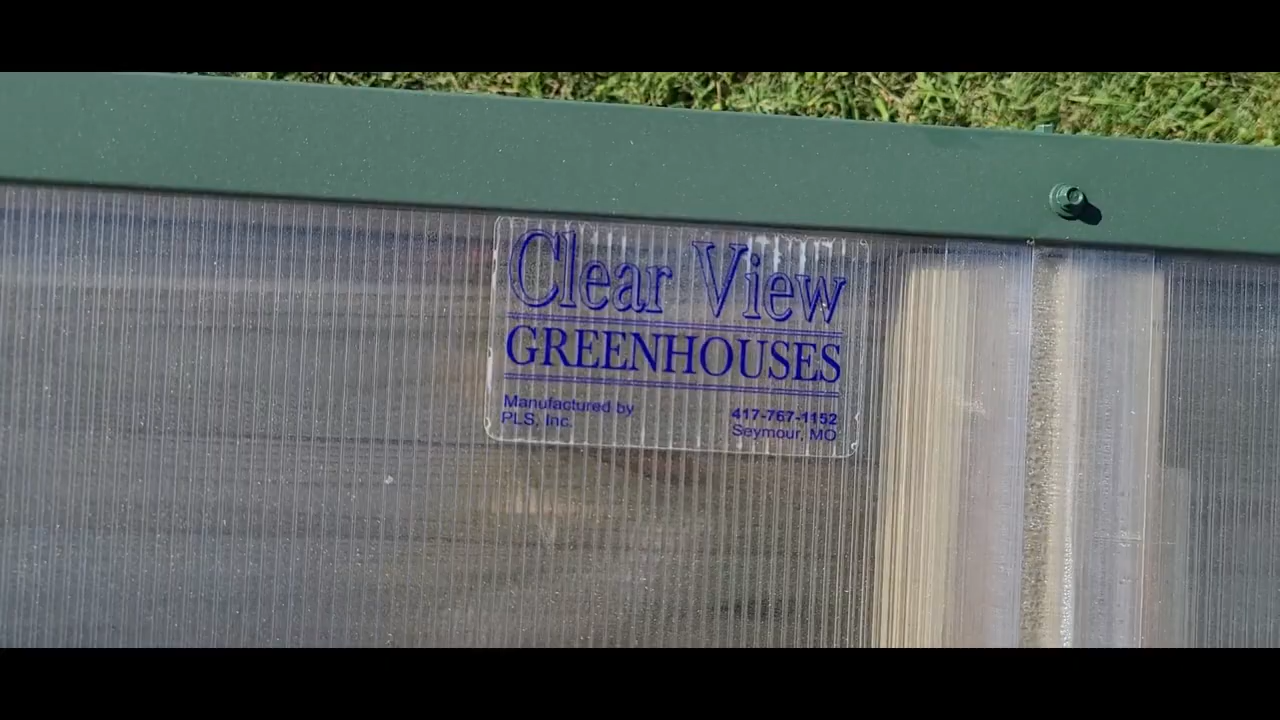 Clear View
GREENHOUSES
Manufactured by
PLS, Inc.
417-767-1152
Seymour, MO